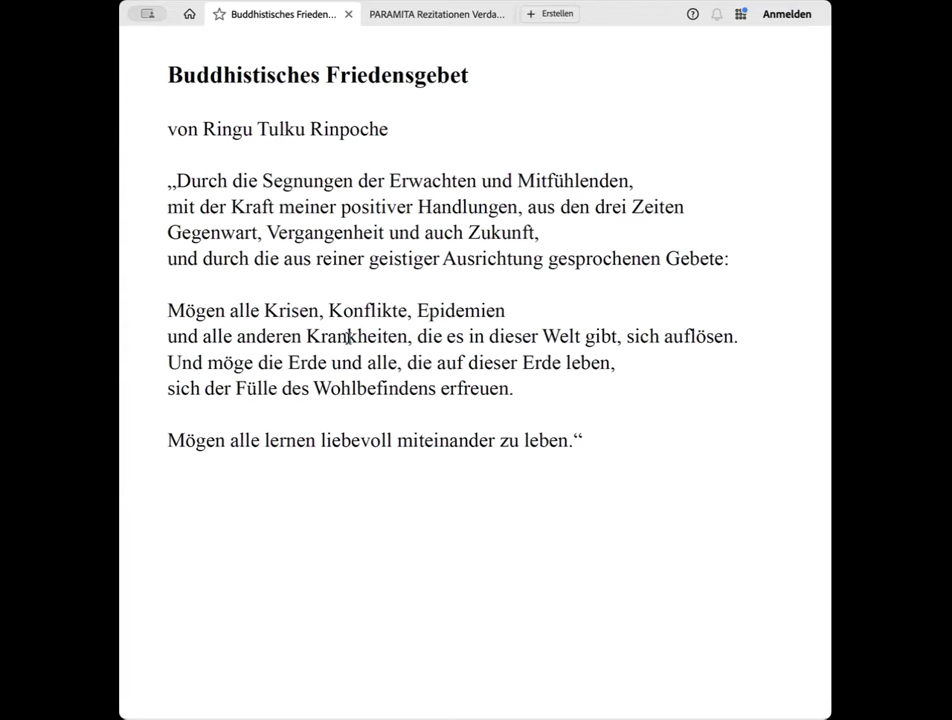 Buddhistisches Frieden...
PARAMITA Rezitationen Verda...
Erstellen
Anmelden
Buddhistisches Friedensgebet
von Ringu Tulku Rinpoche
„Durch die Segnungen der Erwachten und Mitfühlenden,
mit der Kraft meiner positiver Handlungen, aus den drei Zeiten
Gegenwart, Vergangenheit und auch Zukunft,
und durch die aus reiner geistiger Ausrichtung gesprochenen Gebete:
Mögen alle Krisen, Konflikte, Epidemien
und alle anderen Krankheiten, die es in dieser Welt gibt, sich auflösen.
Und möge die Erde und alle, die auf dieser Erde leben,
sich der Fülle des Wohlbefindens erfreuen.
Mögen alle lernen liebevoll miteinander zu leben.“